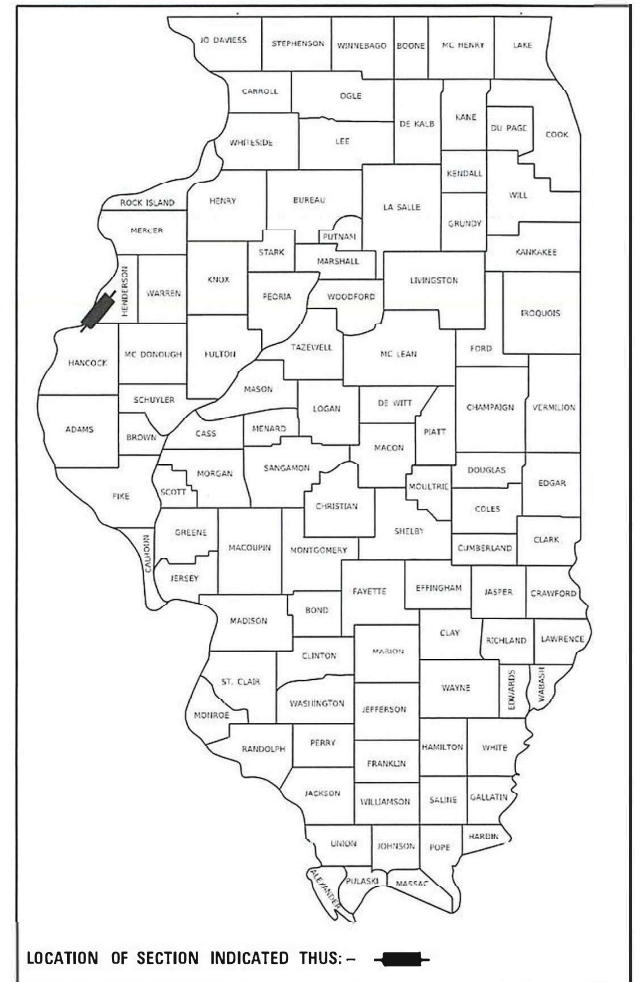 JO DAVIESS
STEPHENSON
WINNEBAGO
BOONE
MC HENRY
LAKE
CARROLL
OGLE
DE KALB
KANE
DU PAGE
COOK
WHITESIDE
LEE
KENDALL
WILL
ROCK ISLAND
HENRY
BUREAU
LA SALLE
GRUNDY
MERCER
PUTNAM
STARK
MARSHALL
KANKAKEE
HENDERSON
WARREN
KNOX
PEORIA
WOODFORD
LIVINGSTON
IROQUOIS
HANCOCK
MC DONOUGH
FULTON
TAZEWELL
MC LEAN
FORD
MASON
SCHUYLER
LOGAN
DE WITT
CHAMPAIGN
VERMILION
ADAMS
BROWN
CASS
MENARD
PIATT
MACON
MORGAN
SANGAMON
DOUGLAS
EDGAR
PIKE
SCOTT
MOULTRIE
CHRISTIAN
COLES
GREENE
MACOUPIN
MONTGOMERY
SHELBY
CUMBERLAND
CLARK
CALHOUN
JERSEY
FAYETTE
EFFINGHAM
JASPER
CRAWFORD
MADISON
BOND
CLAY
RICHLAND
LAWRENCE
CLINTON
MARION
ST. CLAIR
WAYNE
EDWARDS
WABASH
WASHINGTON
JEFFERSON
MONROE
RANDOLPH
PERRY
HAMILTON
WHITE
FRANKLIN
JACKSON
WILLIAMSON
SALINE
GALLATIN
UNION
JOHNSON
POPE
HARDIN
ALEXANDER
PULASKI
MASSAC
LOCATION OF SECTION INDICATED THUS: –